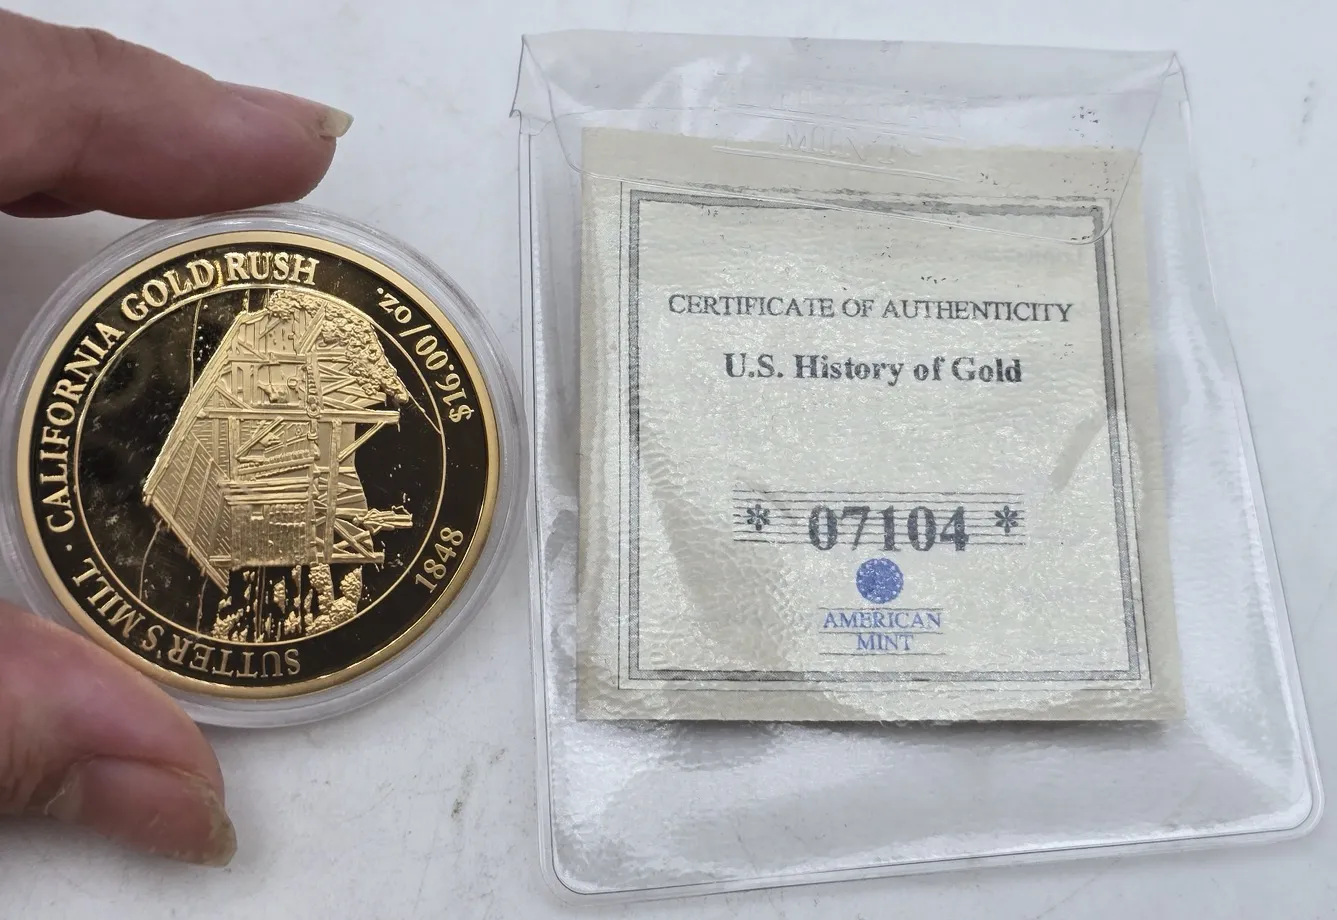 SUTTER'S MILL · CALIFORNIA GOLD RUSH
$16.00/oz.
1848
CERTIFICATE OF AUTHENTICITY
U.S. History of Gold
* 07104 *
AMERICAN
MINT